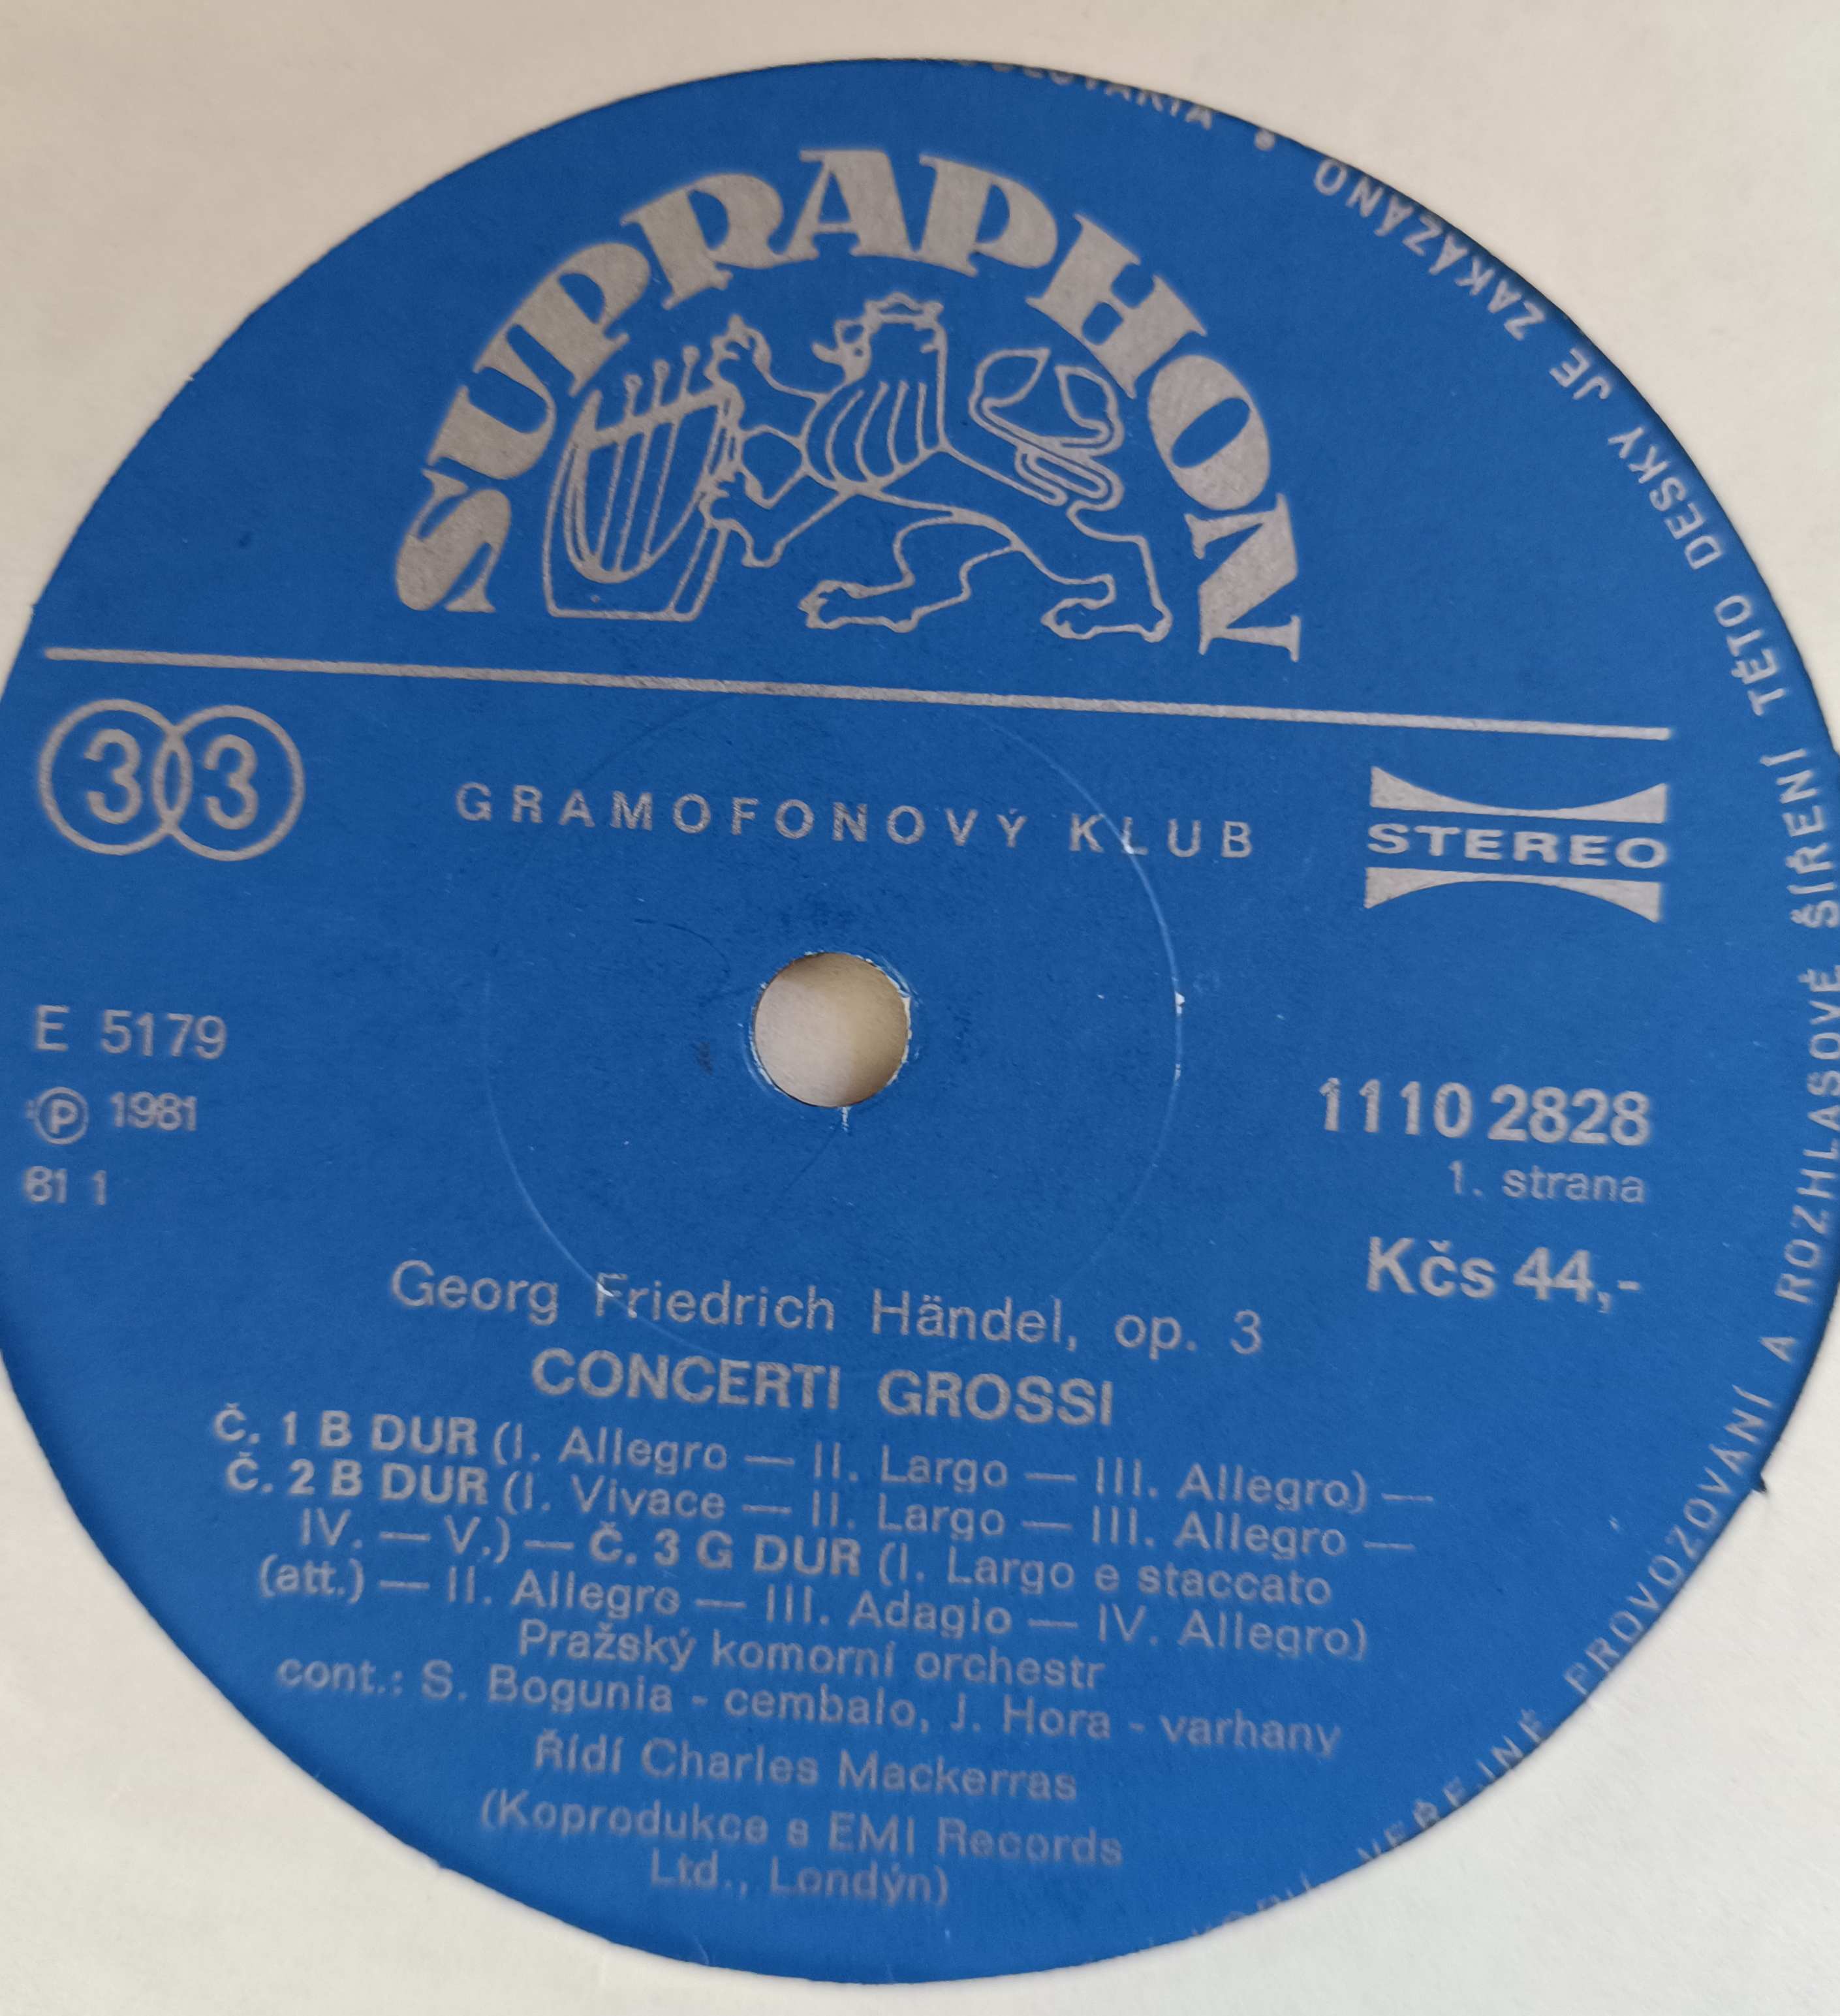 SUPRAPHON
33
GRAMOFONOVÝ KLUB
STEREO
E 5179
Ⓟ 1981
81 1
1110 2828
1. strana
Kčs 44,-
Georg Friedrich Händel, op. 3
CONCERTI GROSSI
Č. 1 B DUR (I. Allegro — II. Largo — III. Allegro) —
Č. 2 B DUR (I. Vivace — II. Largo — III. Allegro —
IV. — V.) — Č. 3 G DUR (I. Largo e staccato
(att.) — II. Allegro — III. Adagio — IV. Allegro)
Pražský komorní orchestr
cont.: S. Bogunia - cembalo, J. Hora - varhany
Řídí Charles Mackerras
(Koprodukce s EMI Records
Ltd., Londýn)
VEŘEJNÉ PROVOZOVÁNÍ A ROZHLASOVÉ ŠÍŘENÍ TÉTO DESKY JE ZAKÁZÁNO •